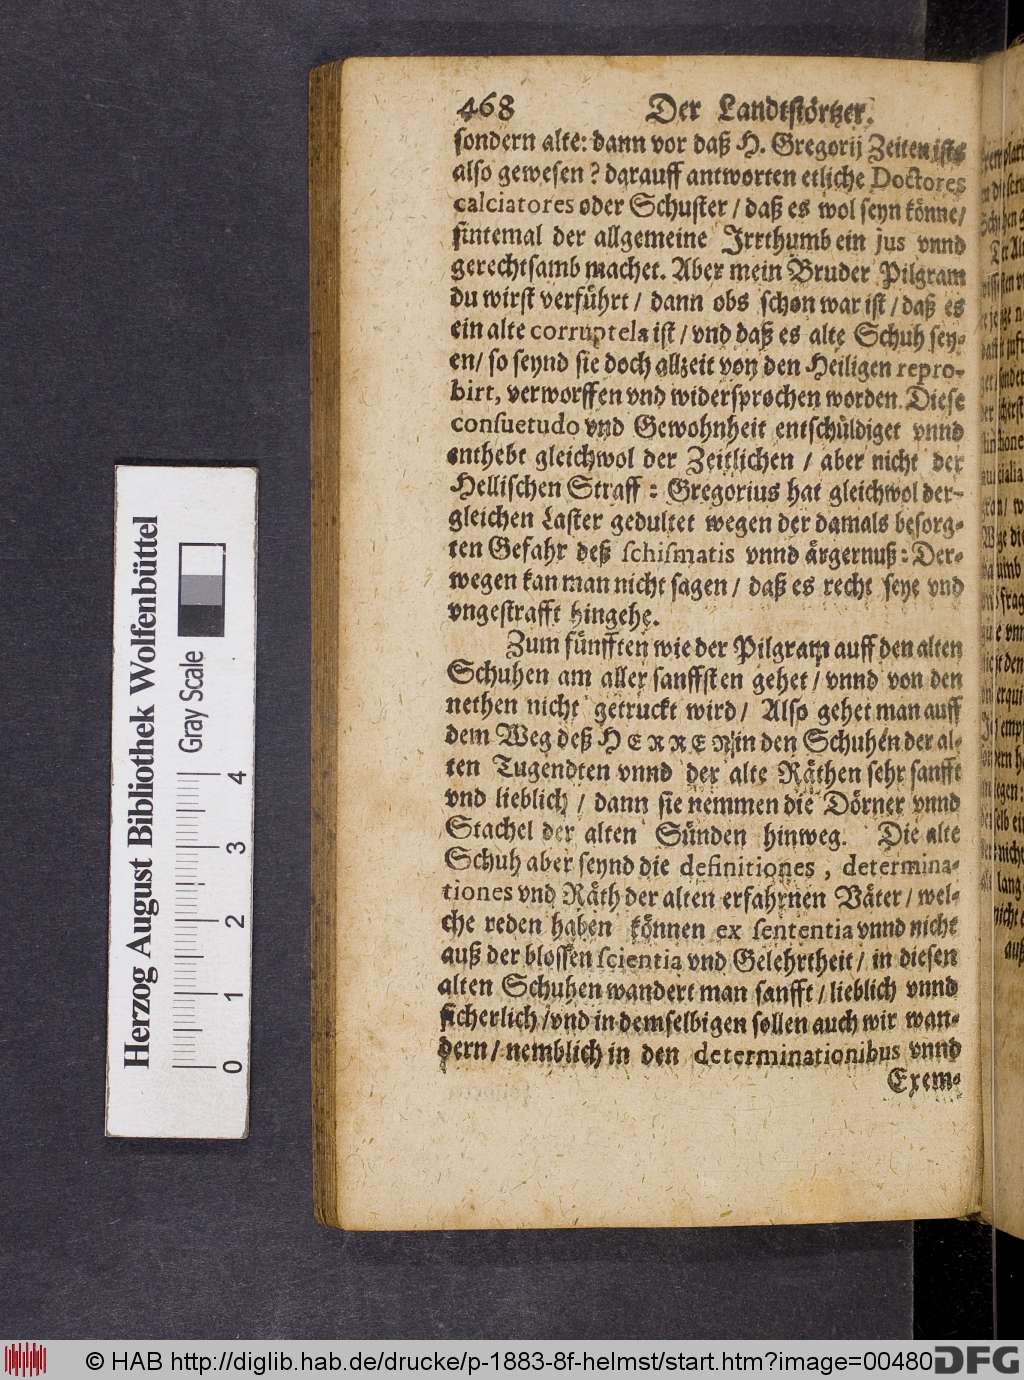 468 Der Landtstörtzer.
sondern alte: dann vor daß H. Gregorij Zeiten ists
also gewesen? darauff antworten etliche Doctores
calciatores oder Schuster / daß es wol seyn könne/
sintemal der allgemeine Jrrthumb ein jus vnnd
gerechtsamb machet. Aber mein Bruder Pilgram
du wirst verführt / dann obs schon war ist / daß es
ein alte corruptela ist / vnd daß es alte Schuh sey-
en/ so seynd sie doch allzeit von den Heiligen repro-
birt, verworffen vnd widersprochen worden. Diese
consuetudo vnd Gewohnheit entschüldiget vnnd
enthebt gleichwol der Zeitlichen / aber nicht der
Hellischen Straff: Gregorius hat gleichwol der-
gleichen Laster gedultet wegen der damals besorg-
ten Gefahr deß schismatis vnnd ärgernuß: Der-
wegen kan man nicht sagen / daß es recht seye vnd
vngestrafft hingehe.
Zum fünfften wie der Pilgram auff den alten
Schuhen am aller sanffsten gehet / vnnd von den
nethen nicht getruckt wird / Also gehet man auff
dem Weg deß HERREN in den Schuhen der al-
ten Tugendten vnnd der alte Räthen sehr sanfft
vnd lieblich / dann sie nemmen die Dörner vnnd
Stachel der alten Sünden hinweg. Die alte
Schuh aber seynd die definitiones, determina-
tiones vnd Räth der alten erfahrnen Väter / wel-
che reden haben können ex sententia vnnd nicht
auß der blossen scientia vnd Gelehrtheit / in diesen
alten Schuhen wandert man sanfft / lieblich vnnd
sicherlich / vnd in demselbigen sollen auch wir wan-
dern / nemblich in den determinationibus vnnd
Exem-
Herzog August Bibliothek Wolfenbüttel
Gray Scale
0 1 2 3 4
© HAB http://diglib.hab.de/drucke/p-1883-8f-helmst/start.htm?image=00480
DFG